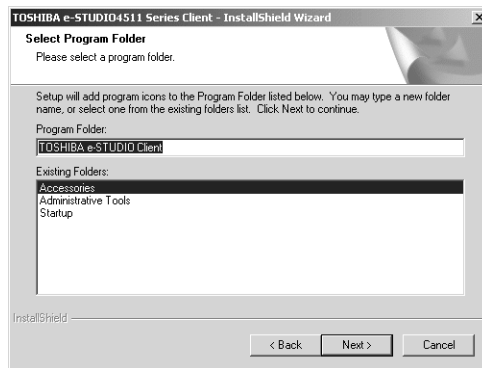 TOSHIBA e-STUDIO4511 Series Client - InstallShield Wizard
Select Program Folder
Please select a program folder.
Setup will add program icons to the Program Folder listed below. You may type a new folder
name, or select one from the existing folders list. Click Next to continue.
Program Folder:
TOSHIBA e-STUDIO Client
Existing Folders:
Accessories
Administrative Tools
Startup
InstallShield
< Back Next > Cancel